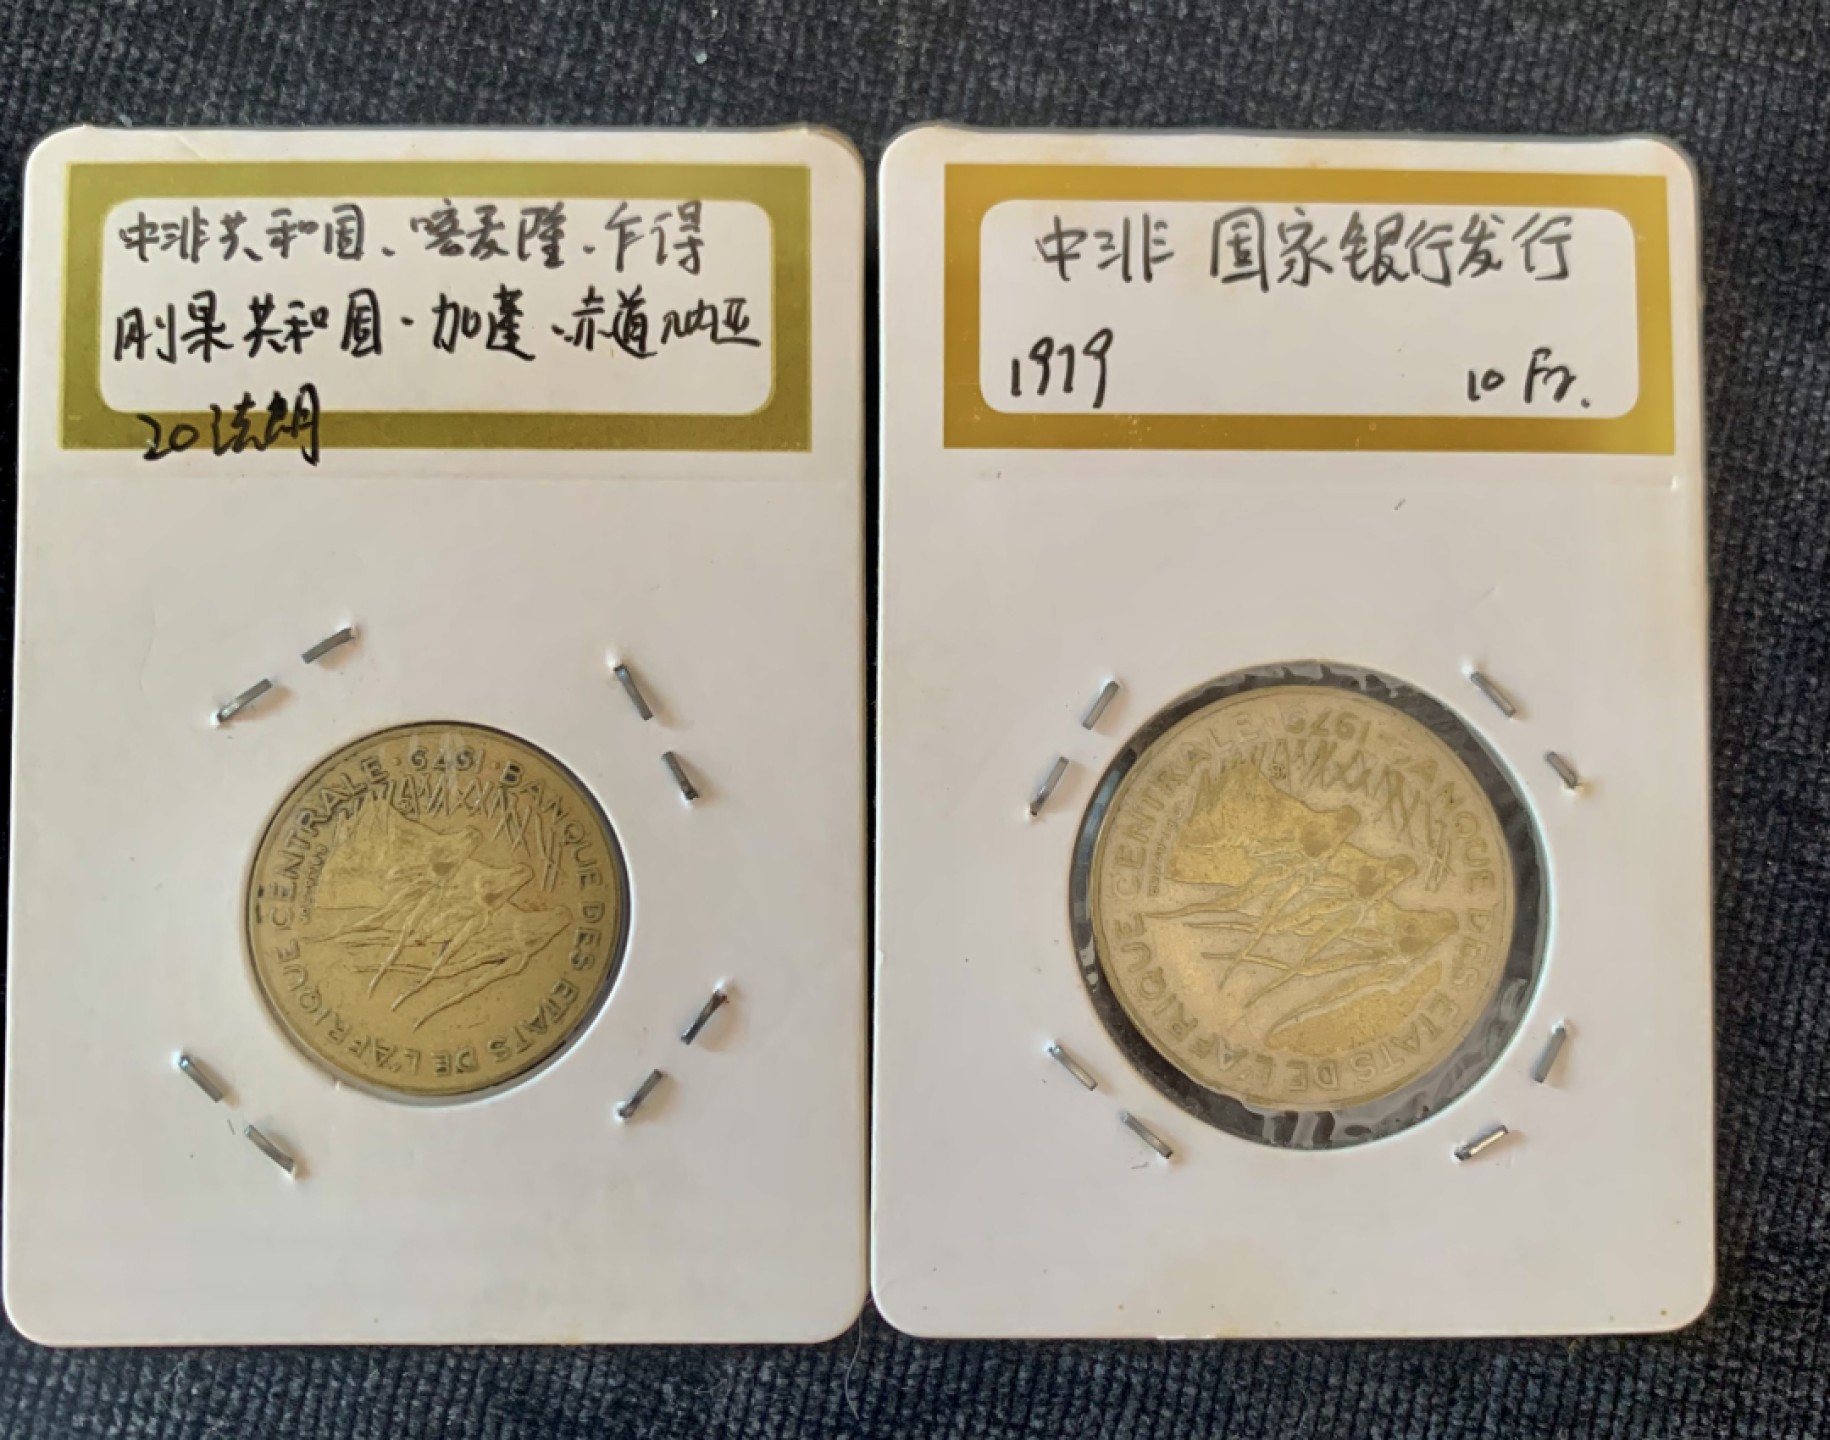 中非共和国、喀麦隆、乍得
刚果共和国·加蓬·赤道几内亚
20法朗
BANQUE DES ETATS DE L'AFRIQUE CENTRALE · 1979 ·
中非 国家银行发行
1979 10 Fr.
BANQUE DES ETATS DE L'AFRIQUE CENTRALE · 1979 ·